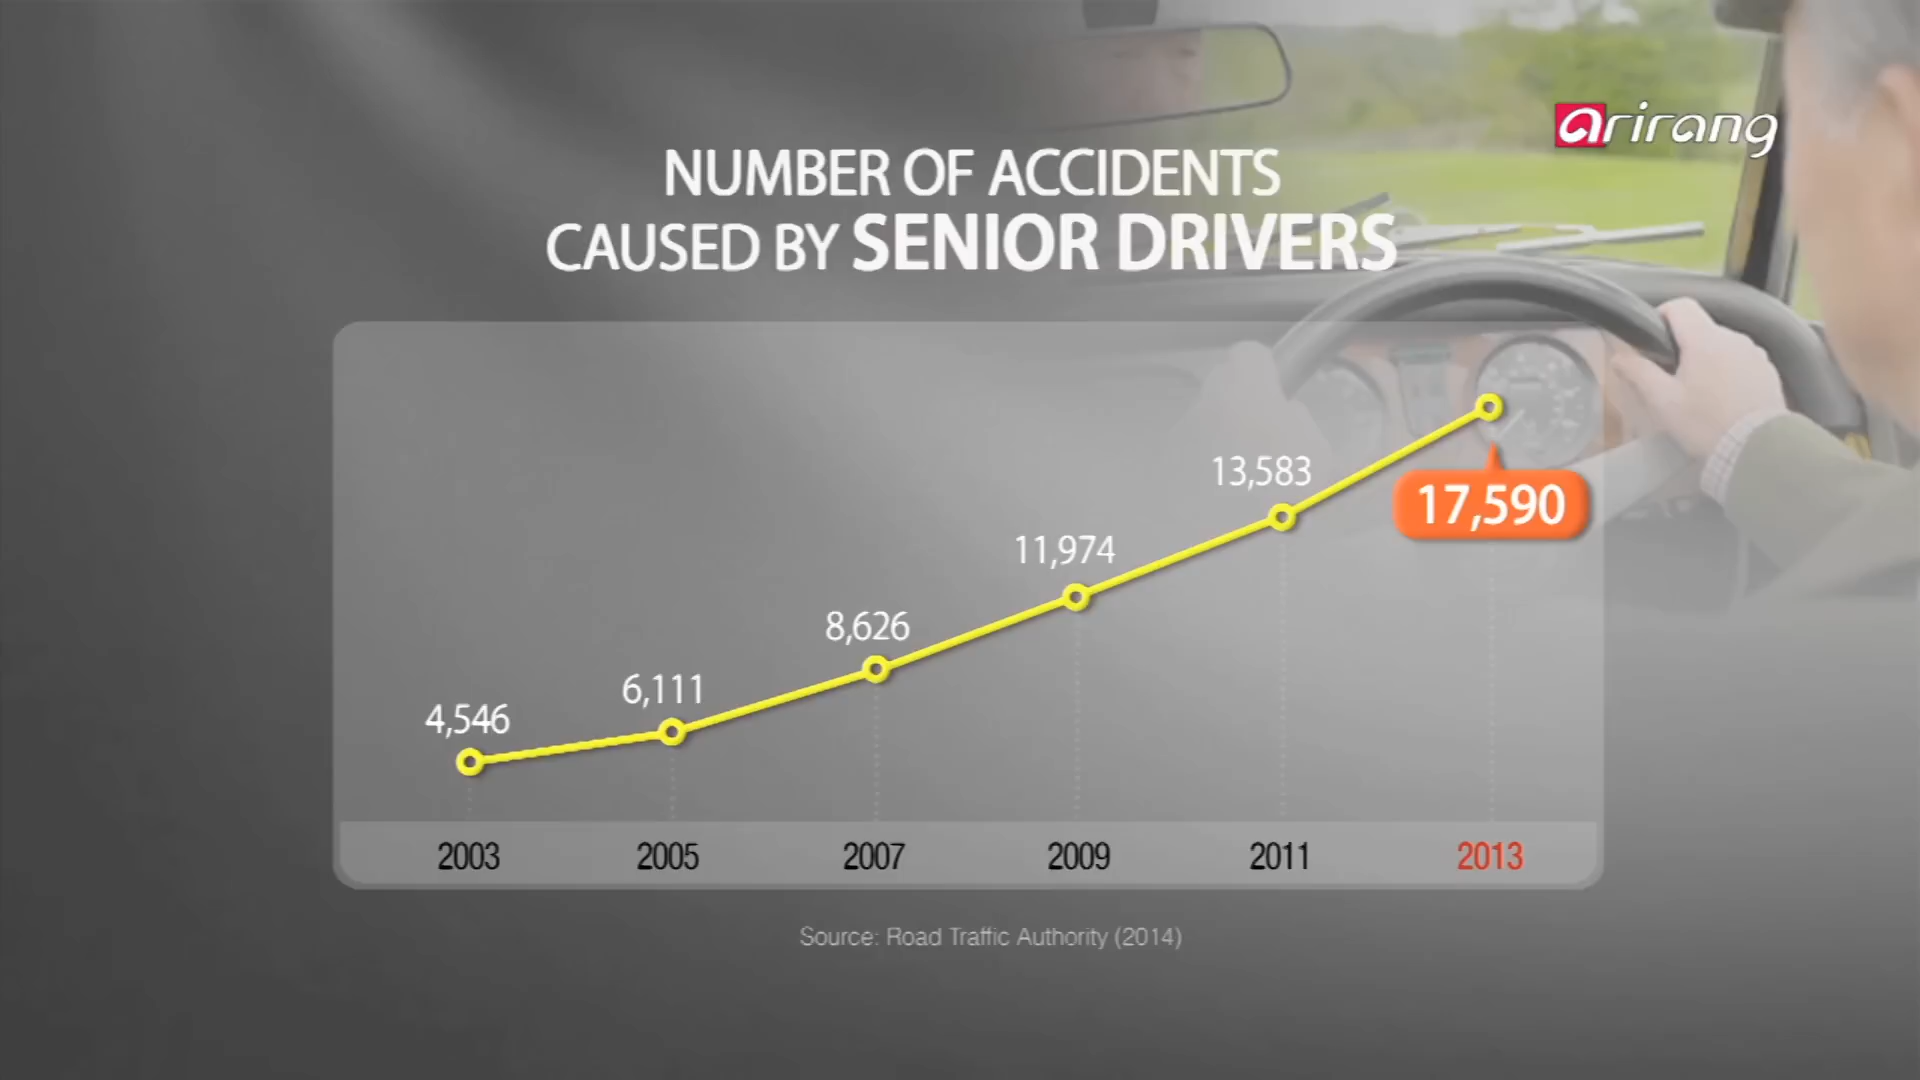 arirang
NUMBER OF ACCIDENTS
CAUSED BY SENIOR DRIVERS
4,546
6,111
8,626
11,974
13,583
17,590
2003 2005 2007 2009 2011 2013
Source: Road Traffic Authority (2014)